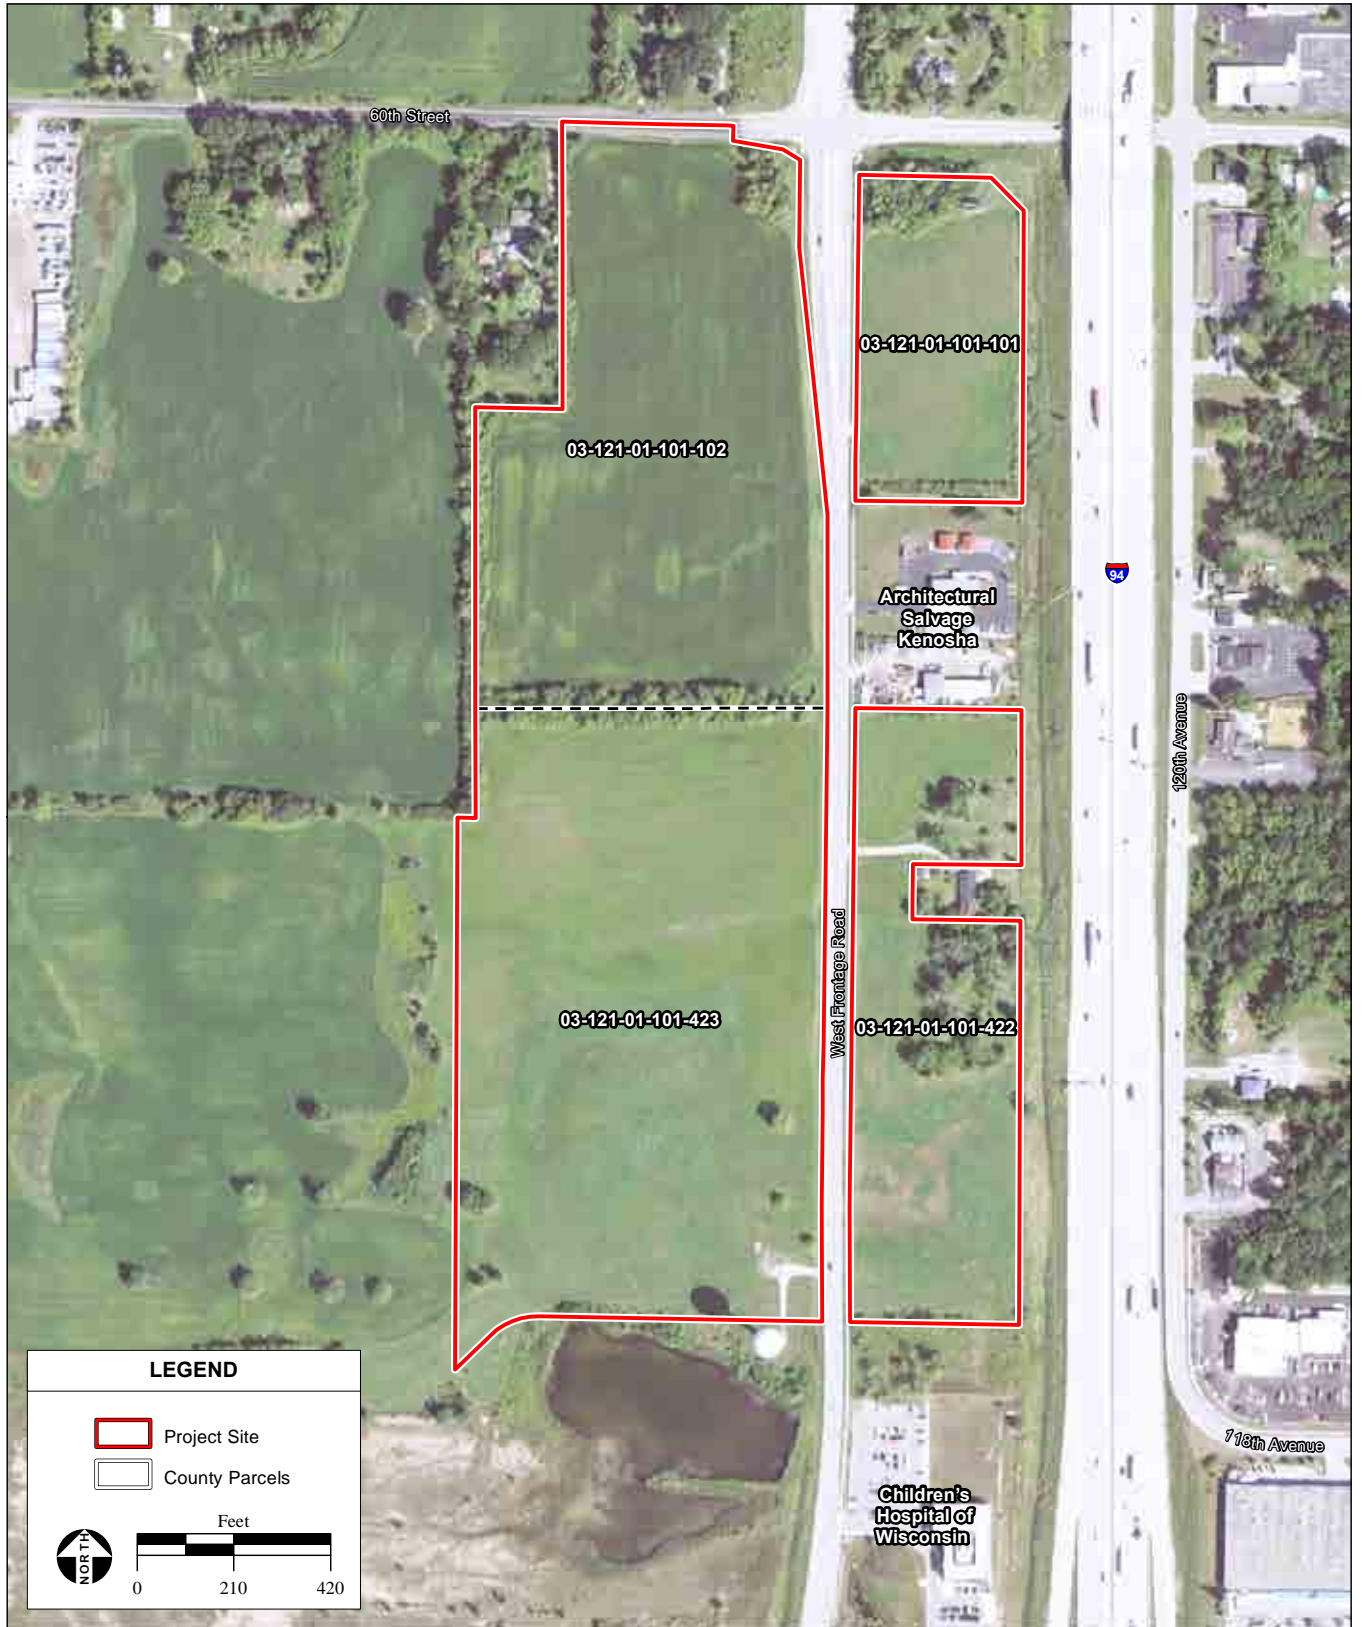 60th Street
03-121-01-101-101
03-121-01-101-102
94
Architectural
Salvage
Kenosha
120th Avenue
West Frontage Road
03-121-01-101-423
03-121-01-101-422
118th Avenue
Children's
Hospital of
Wisconsin
LEGEND
Project Site
County Parcels
NORTH
Feet
0 210 420